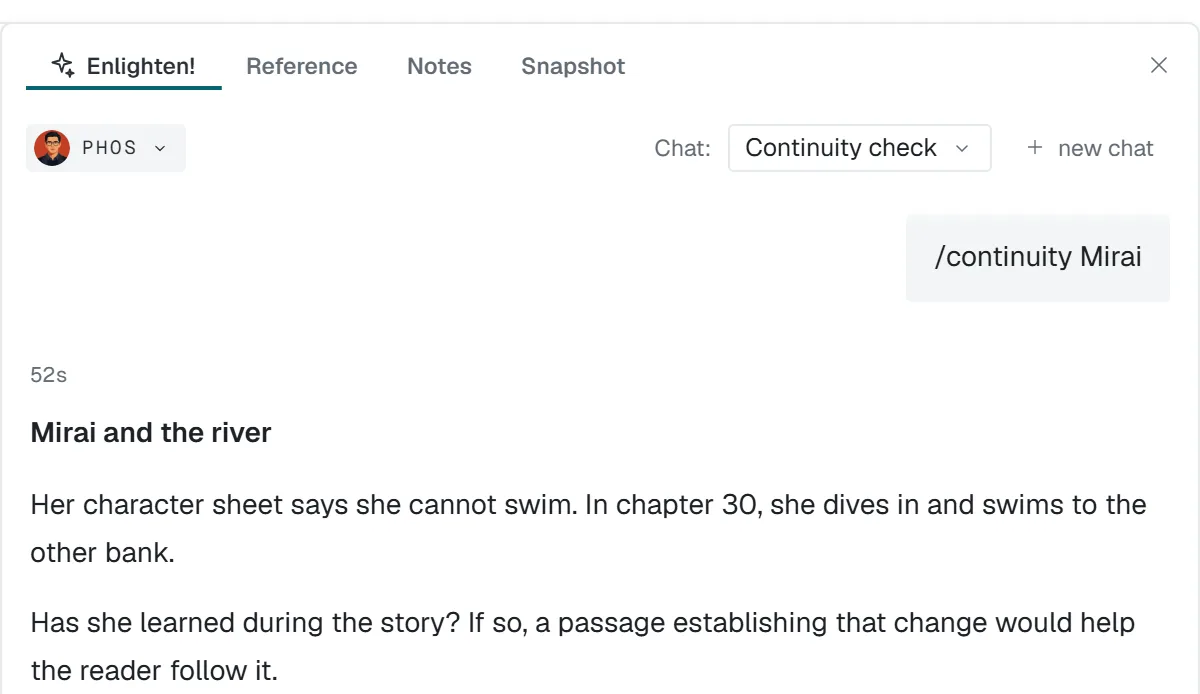 Enlighten! Reference Notes Snapshot
PHOS Chat: Continuity check + new chat
/continuity Mirai
52s
Mirai and the river
Her character sheet says she cannot swim. In chapter 30, she dives in and swims to the
other bank.
Has she learned during the story? If so, a passage establishing that change would help
the reader follow it.